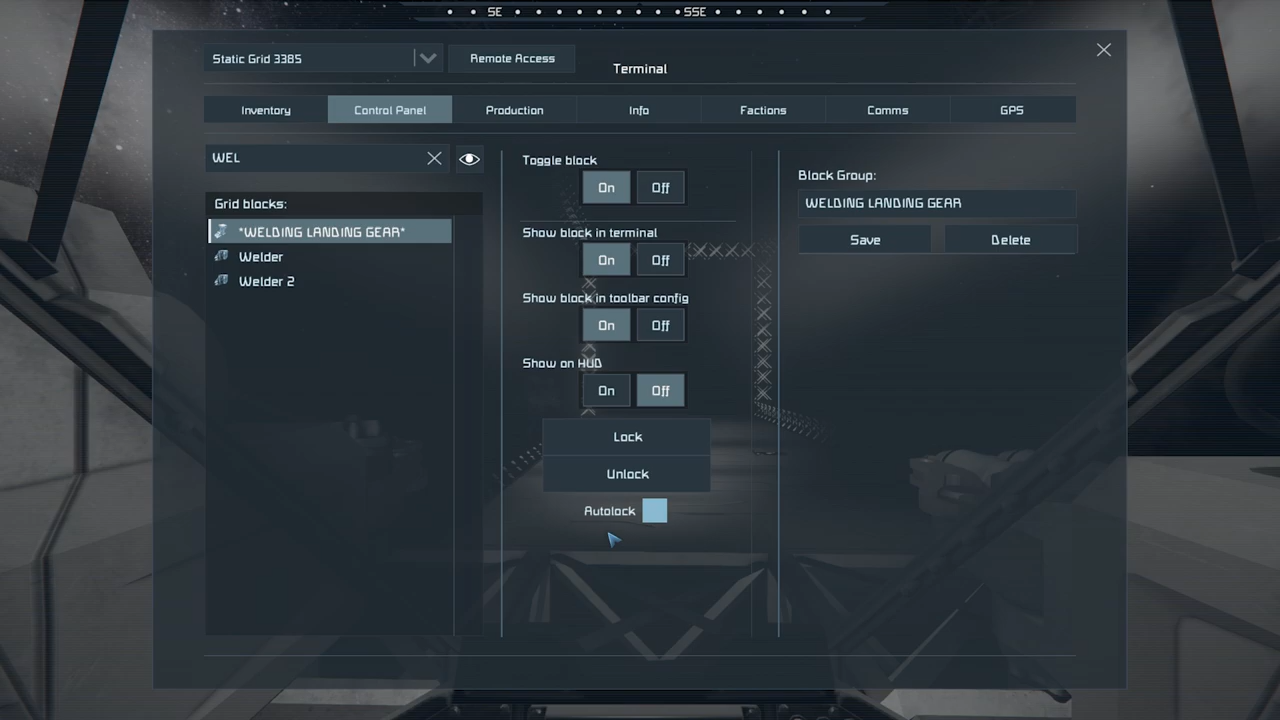 SE SSE
Static Grid 3385
Remote Access
Terminal
Inventory
Control Panel
Production
Info
Factions
Comms
GPS
WEL
Grid blocks:
*WELDING LANDING GEAR*
Welder
Welder 2
Toggle block
On Off
Show block in terminal
On Off
Show block in toolbar config
On Off
Show on HUD
On Off
Lock
Unlock
Autolock
Block Group:
WELDING LANDING GEAR
Save Delete